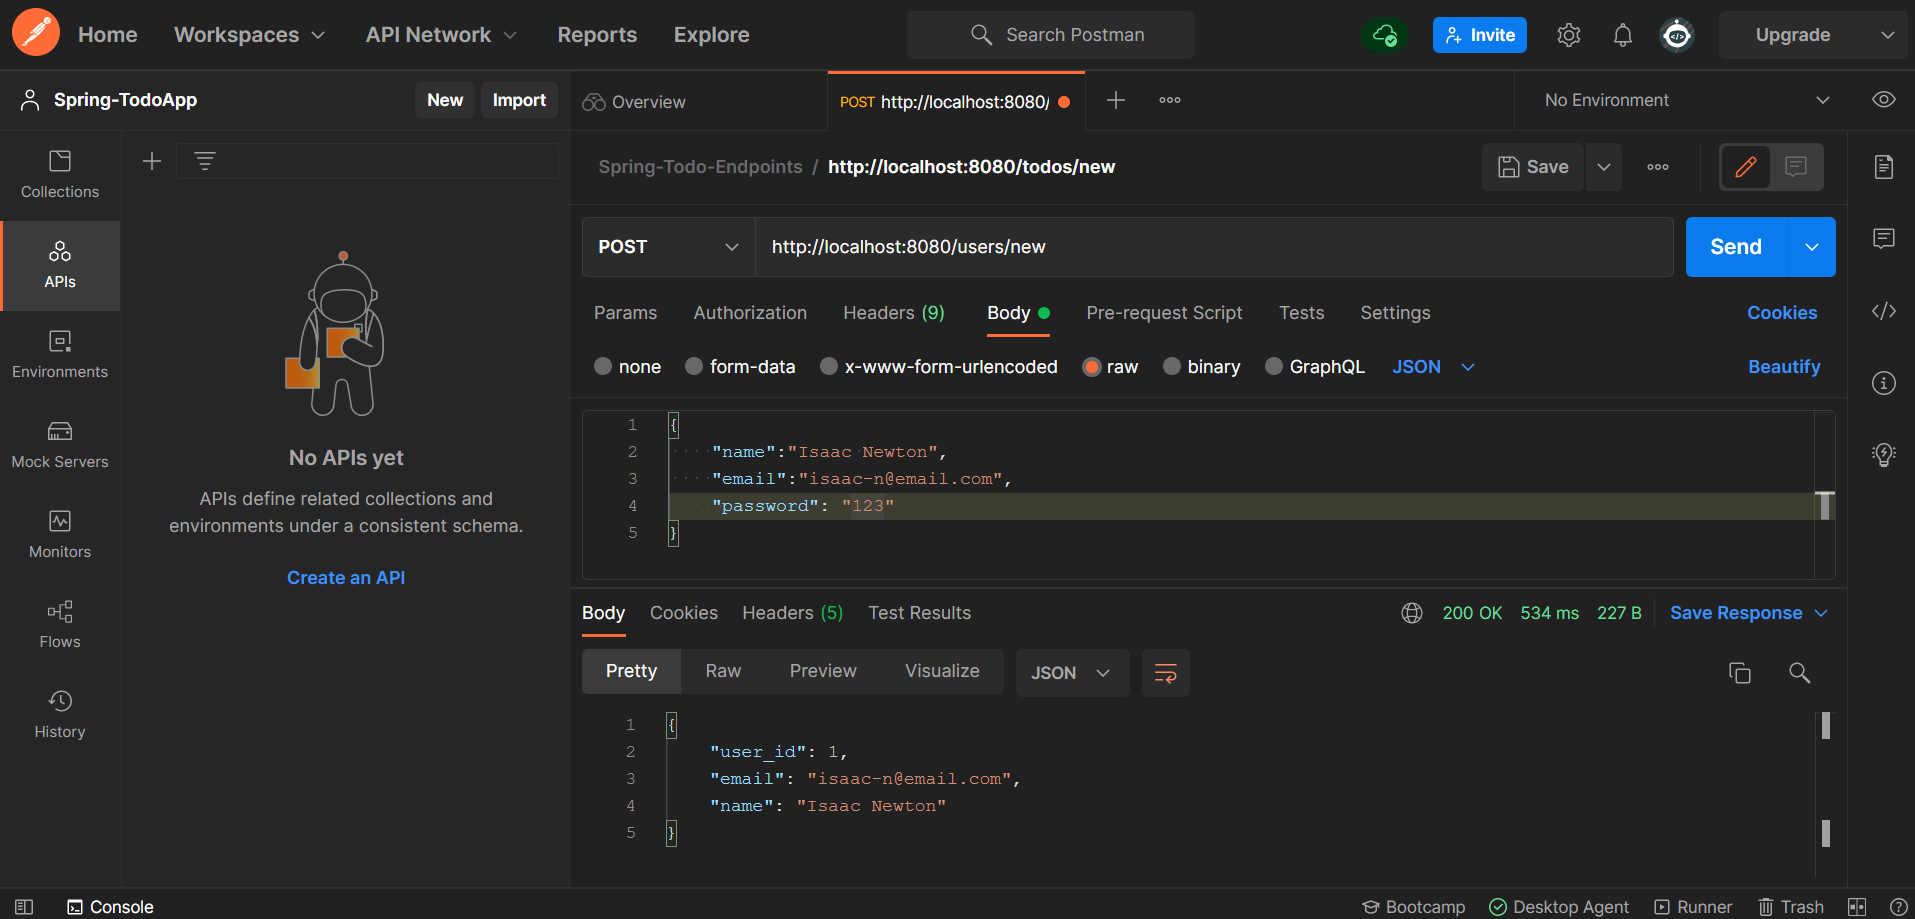 Home Workspaces API Network Reports Explore Search Postman Invite Upgrade
Spring-TodoApp New Import
Overview POST http://localhost:8080/ No Environment
Collections
APIs
Environments
Mock Servers
Monitors
Flows
History
No APIs yet
APIs define related collections and
environments under a consistent schema.
Create an API
Spring-Todo-Endpoints / http://localhost:8080/todos/new Save
POST http://localhost:8080/users/new Send
Params Authorization Headers (9) Body Pre-request Script Tests Settings Cookies
none form-data x-www-form-urlencoded raw binary GraphQL JSON Beautify
1 {
2 "name":"Isaac Newton",
3 "email":"isaac-n@email.com",
4 "password": "123"
5 }
Body Cookies Headers (5) Test Results 200 OK 534 ms 227 B Save Response
Pretty Raw Preview Visualize JSON
1 {
2 "user_id": 1,
3 "email": "isaac-n@email.com",
4 "name": "Isaac Newton"
5 }
Console Bootcamp Desktop Agent Runner Trash